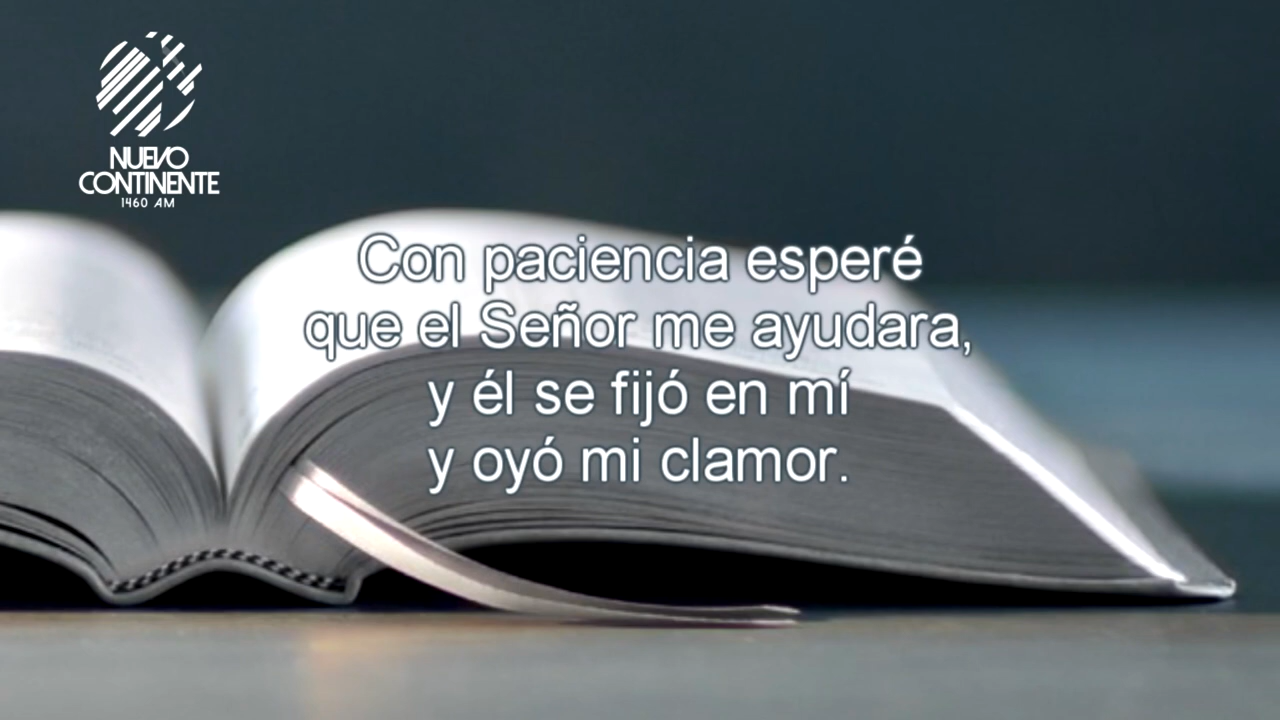 NUEVO
CONTINENTE
1460 AM
Con paciencia esperé
que el Señor me ayudara,
y él se fijó en mí
y oyó mi clamor.